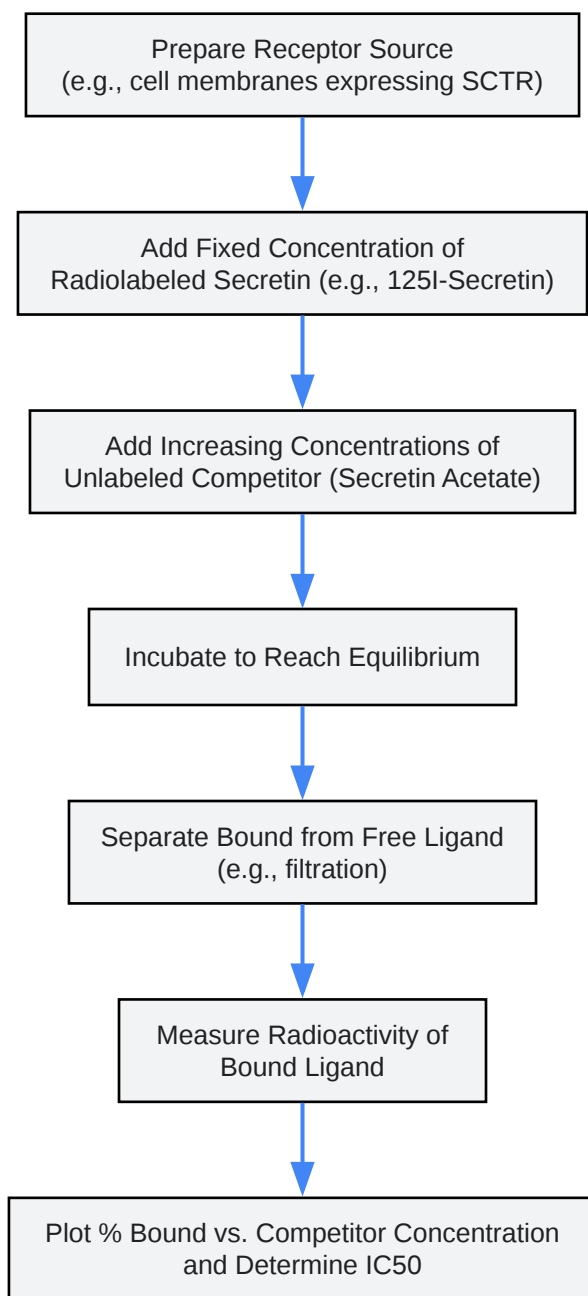 Prepare Receptor Source
(e.g., cell membranes expressing SCTR)
Add Fixed Concentration of
Radiolabeled Secretin (e.g., 125I-Secretin)
Add Increasing Concentrations of
Unlabeled Competitor (Secretin Acetate)
Incubate to Reach Equilibrium
Separate Bound from Free Ligand
(e.g., filtration)
Measure Radioactivity of
Bound Ligand
Plot % Bound vs. Competitor Concentration
and Determine IC50